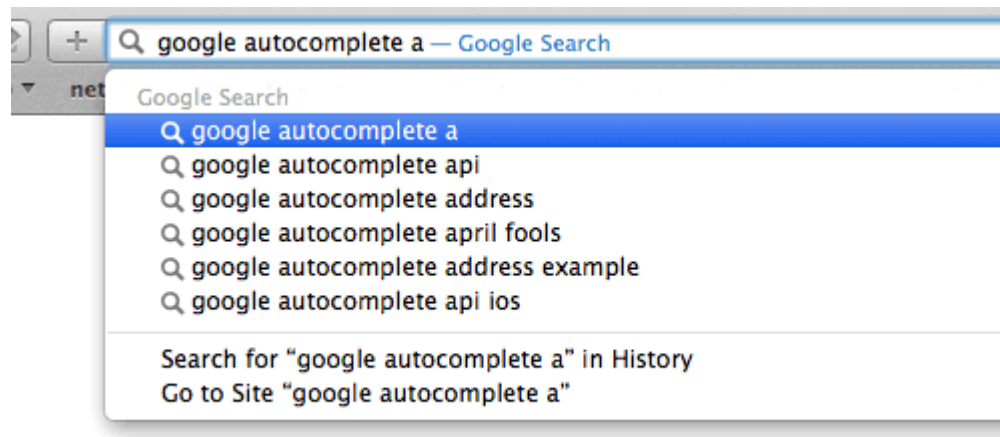 google autocomplete a — Google Search
net
Google Search
google autocomplete a
google autocomplete api
google autocomplete address
google autocomplete april fools
google autocomplete address example
google autocomplete api ios
Search for “google autocomplete a” in History
Go to Site “google autocomplete a”